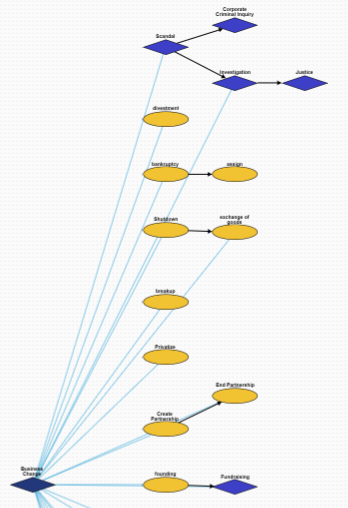 Corporate
Criminal Inquiry
Scandal
Investigation
Justice
divestment
bankruptcy
assign
Shutdown
exchange of
goods
breakup
Privatize
End Partnership
Create
Partnership
Business
Change
founding
Fundraising